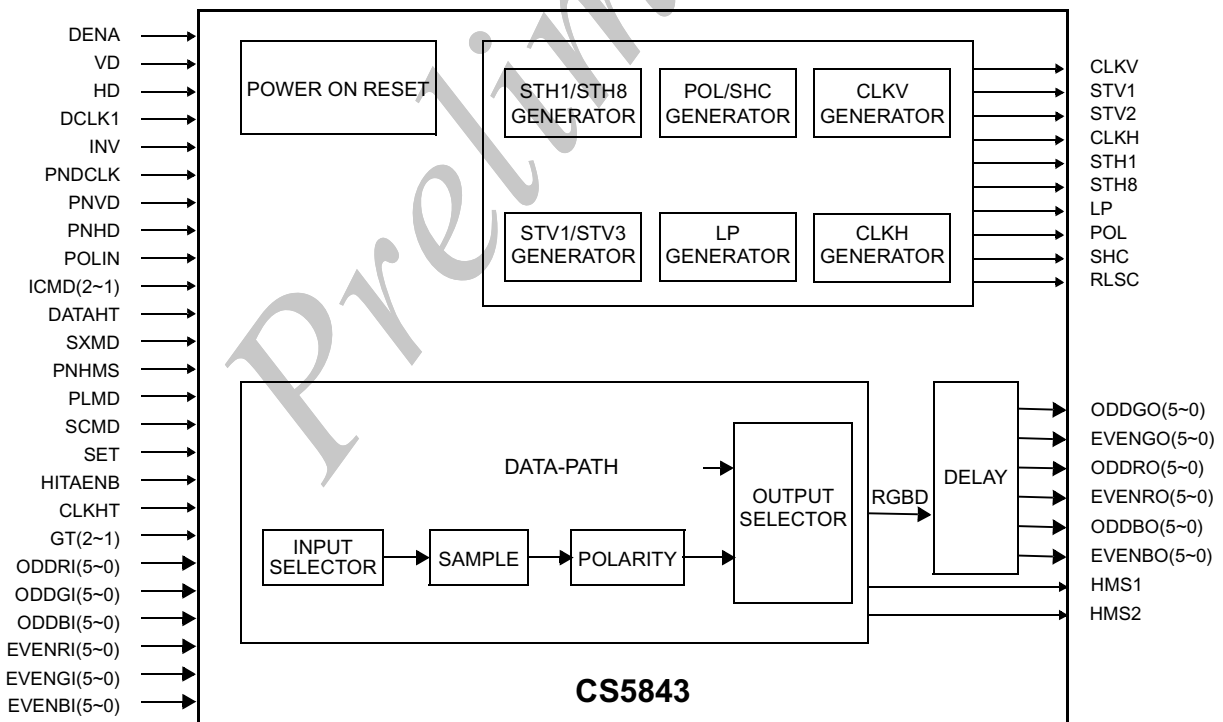 DENA
VD
HD
DCLK1
INV
PNDCLK
PNVD
PNHD
POLIN
ICMD(2~1)
DATAHT
SXMD
PNHMS
PLMD
SCMD
SET
HITAENB
CLKHT
GT(2~1)
ODDRI(5~0)
ODDGI(5~0)
ODDBI(5~0)
EVENRI(5~0)
EVENGI(5~0)
EVENBI(5~0)
POWER ON RESET
STH1/STH8
GENERATOR
POL/SHC
GENERATOR
CLKV
GENERATOR
STV1/STV3
GENERATOR
LP
GENERATOR
CLKH
GENERATOR
CLKV
STV1
STV2
CLKH
STH1
STH8
LP
POL
SHC
RLSC
DATA-PATH
INPUT
SELECTOR
SAMPLE
POLARITY
OUTPUT
SELECTOR
RGBD
DELAY
ODDGO(5~0)
EVENGO(5~0)
ODDRO(5~0)
EVENRO(5~0)
ODDBO(5~0)
EVENBO(5~0)
HMS1
HMS2
CS5843